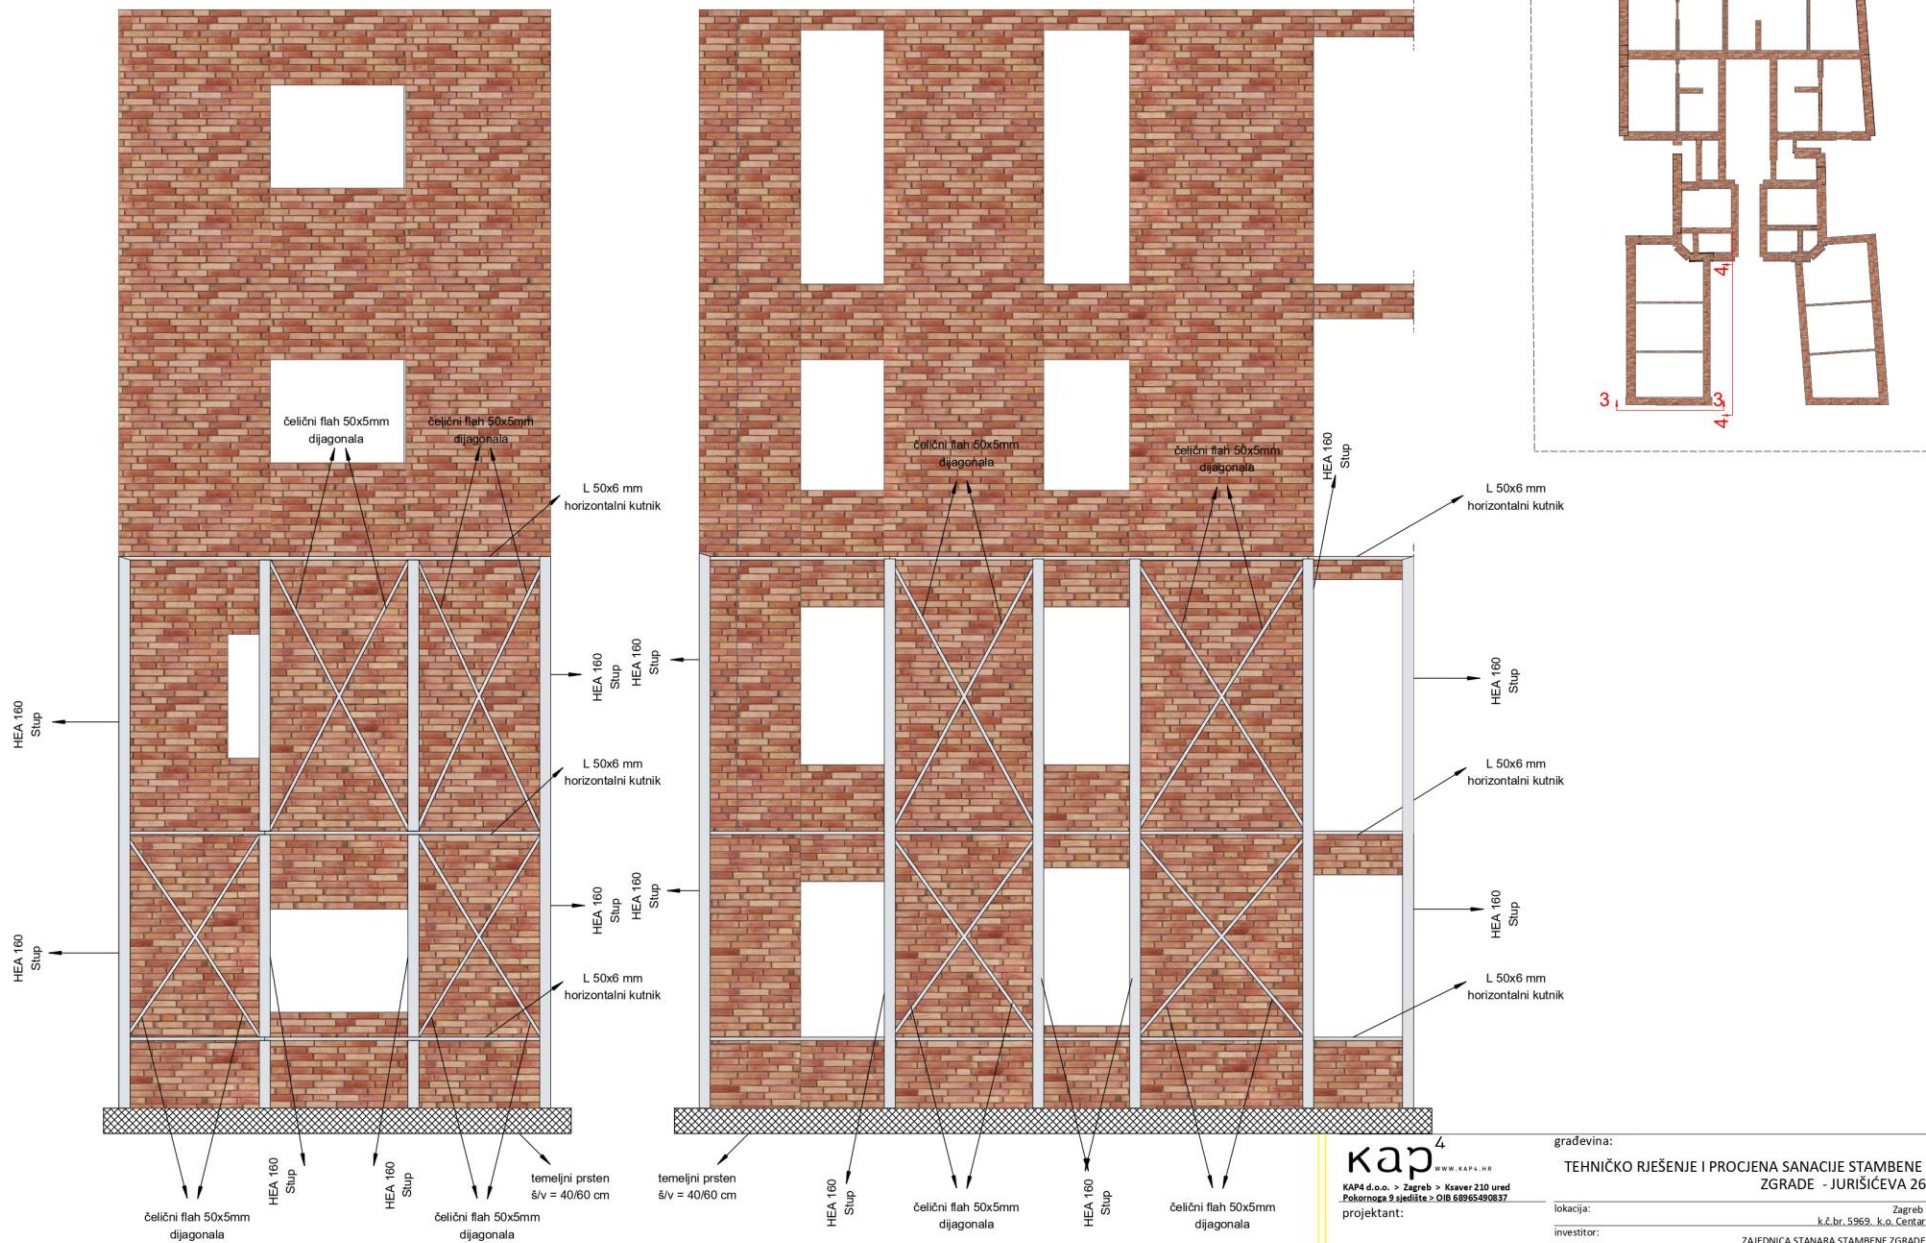 čelični flah 50x5mm
dijagonala
čelični flah 50x5mm
dijagonala
L 50x6 mm
horizontalni kutnik
HEA 160
Stup
HEA 160
Stup
L 50x6 mm
horizontalni kutnik
HEA 160
Stup
HEA 160
Stup
L 50x6 mm
horizontalni kutnik
HEA 160
Stup
HEA 160
Stup
temeljni prsten
š/v = 40/60 cm
čelični flah 50x5mm
dijagonala
čelični flah 50x5mm
dijagonala
čelični flah 50x5mm
dijagonala
čelični flah 50x5mm
dijagonala
HEA 160
Stup
L 50x6 mm
horizontalni kutnik
HEA 160
Stup
HEA 160
Stup
L 50x6 mm
horizontalni kutnik
HEA 160
Stup
HEA 160
Stup
L 50x6 mm
horizontalni kutnik
temeljni prsten
š/v = 40/60 cm
HEA 160
Stup
HEA 160
Stup
čelični flah 50x5mm
dijagonala
čelični flah 50x5mm
dijagonala
4
3
3
4
кap4
WWW.KAP4.HR
KAP4 d.o.o. > Zagreb > Ksaver 210 ured
Pokornoga 9 sjedište > OIB 68965490837
projektant:
građevina:
TEHNIČKO RJEŠENJE I PROCJENA SANACIJE STAMBENE
ZGRADE - JURIŠIĆEVA 26
lokacija:
Zagreb
k.č.br. 5969, k.o. Centar
investitor:
ZAJEDNICA STANARA STAMBENE ZGRADE